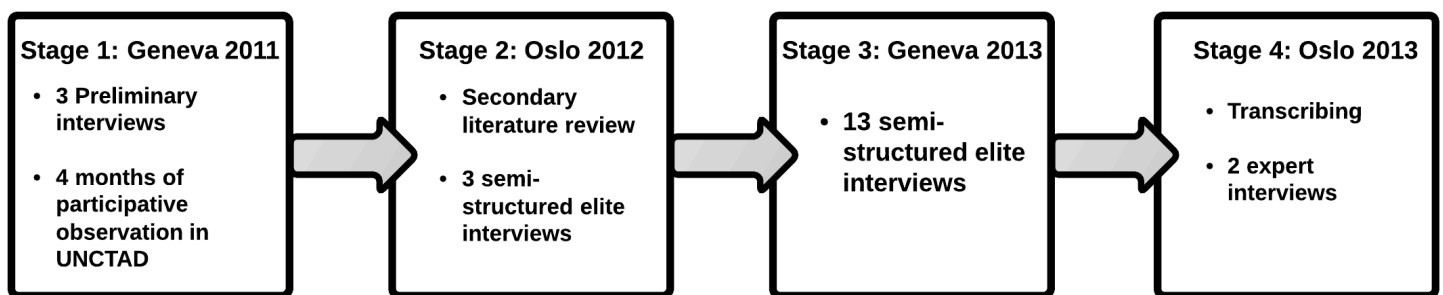 Stage 1: Geneva 2011
• 3 Preliminary
interviews
• 4 months of
participative
observation in
UNCTAD
Stage 2: Oslo 2012
• Secondary
literature review
• 3 semi-
structured elite
interviews
Stage 3: Geneva 2013
• 13 semi-
structured elite
interviews
Stage 4: Oslo 2013
• Transcribing
• 2 expert
interviews